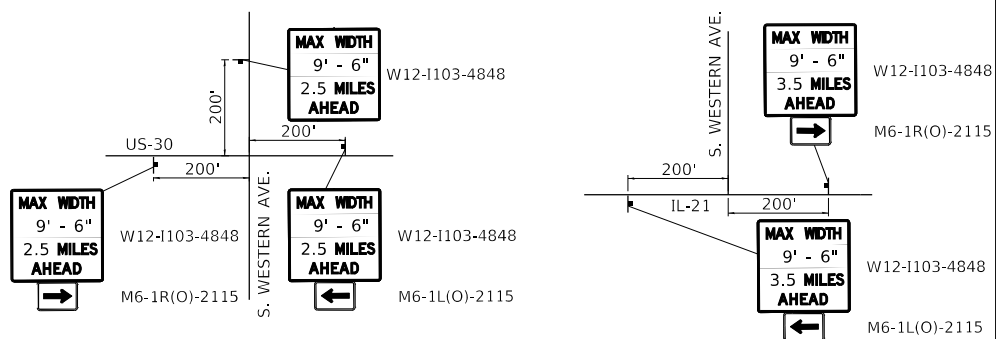 MAX WIDTH
9' - 6"
2.5 MILES
AHEAD
W12-I103-4848
200'
200'
US-30
200'
S. WESTERN AVE.
MAX WIDTH
9' - 6"
2.5 MILES
AHEAD
W12-I103-4848
M6-1R(O)-2115
MAX WIDTH
9' - 6"
2.5 MILES
AHEAD
W12-I103-4848
M6-1L(O)-2115
S. WESTERN AVE.
MAX WIDTH
9' - 6"
3.5 MILES
AHEAD
W12-I103-4848
M6-1R(O)-2115
200'
IL-21
200'
MAX WIDTH
9' - 6"
3.5 MILES
AHEAD
W12-I103-4848
M6-1L(O)-2115